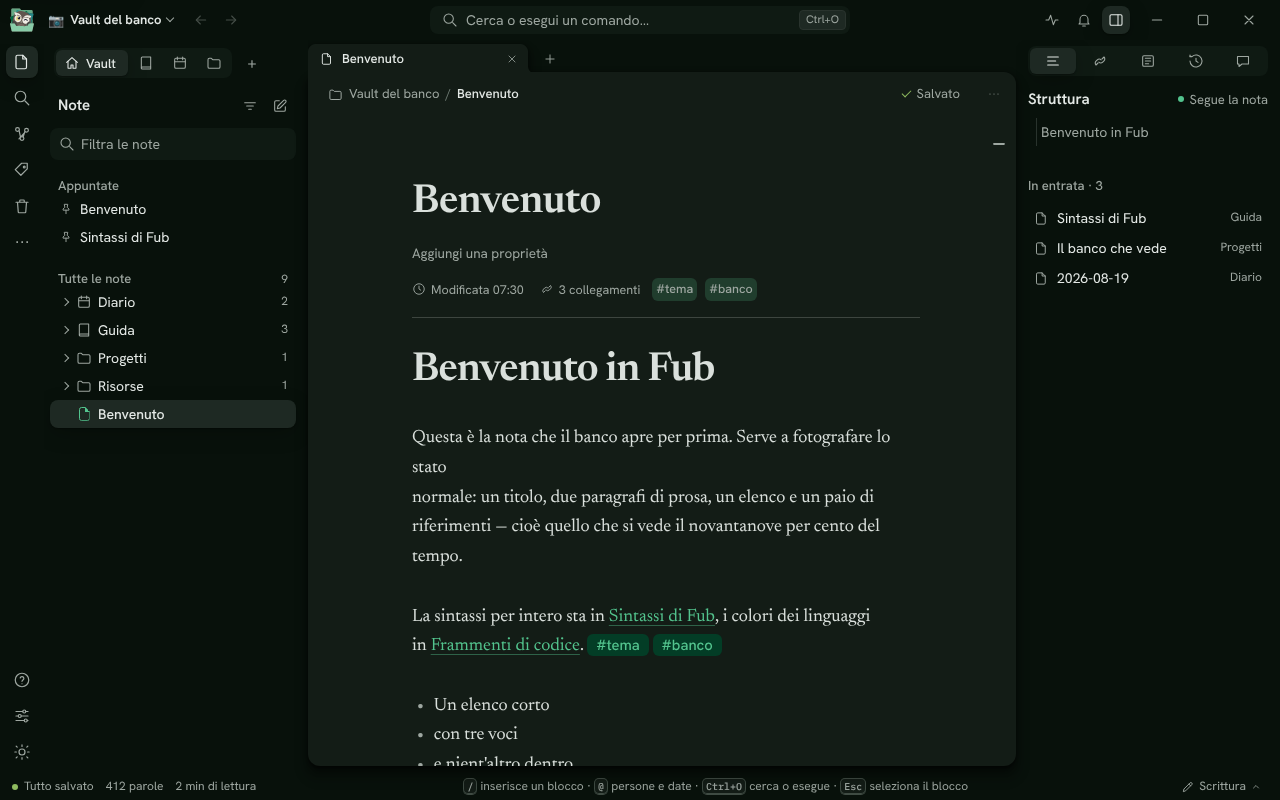 Vault del banco
Cerca o esegui un comando...
Ctrl+O
Vault
Benvenuto
Note
Filtra le note
Appuntate
Benvenuto
Sintassi di Fub
Tutte le note 9
Diario 2
Guida 3
Progetti 1
Risorse 1
Benvenuto
Vault del banco / Benvenuto
Salvato
Benvenuto
Aggiungi una proprietà
Modificata 07:30 3 collegamenti #tema #banco
Benvenuto in Fub
Questa è la nota che il banco apre per prima. Serve a fotografare lo
stato
normale: un titolo, due paragrafi di prosa, un elenco e un paio di
riferimenti — cioè quello che si vede il novantanove per cento del
tempo.
La sintassi per intero sta in Sintassi di Fub, i colori dei linguaggi
in Frammenti di codice. #tema #banco
• Un elenco corto
• con tre voci
• e nient'altro dentro
Struttura
Segue la nota
Benvenuto in Fub
In entrata · 3
Sintassi di Fub Guida
Il banco che vede Progetti
2026-08-19 Diario
Tutto salvato 412 parole 2 min di lettura
/ inserisce un blocco · @ persone e date · Ctrl+O cerca o esegue · Esc seleziona il blocco
Scrittura